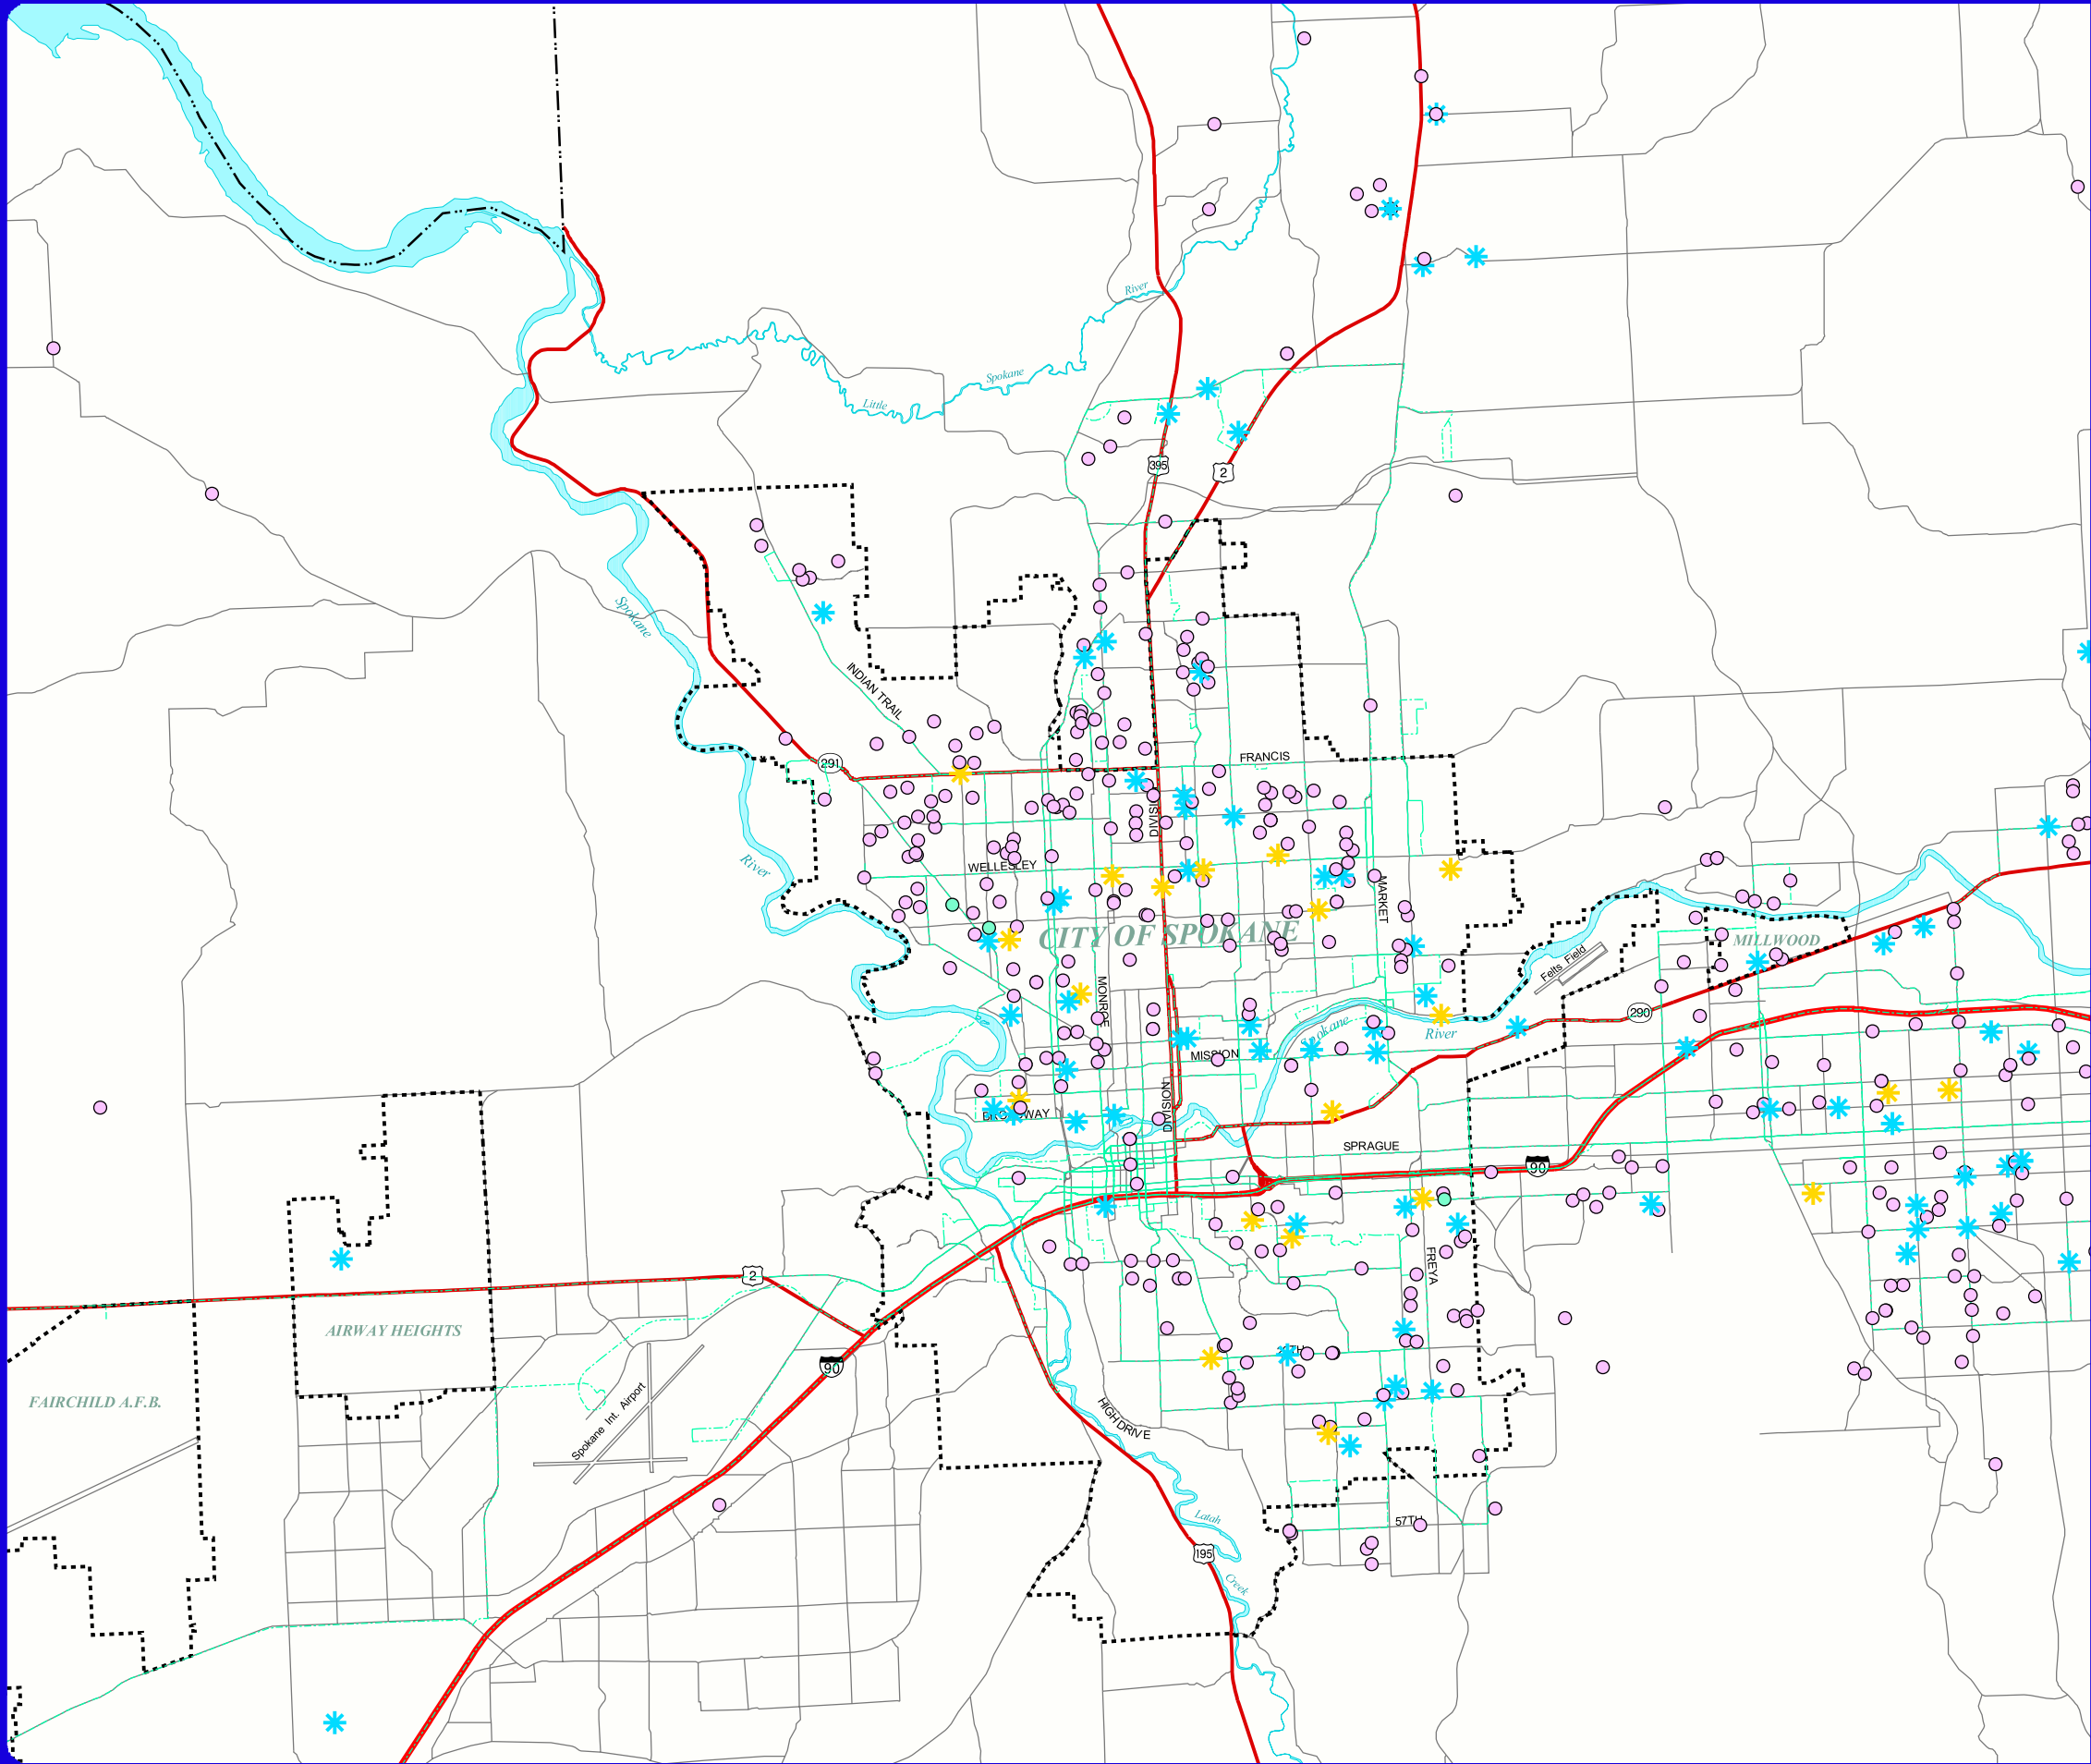 River
Spokane
Little
395
2
Spokane
INDIAN TRAIL
291
FRANCIS
DIVISION
WELLESLEY
MARKET
River
CITY OF SPOKANE
MILLWOOD
Felts Field
MONROE
290
Spokane
River
MISSION
DIVISION
BROADWAY
SPRAGUE
90
FREYA
2
AIRWAY HEIGHTS
90
FAIRCHILD A.F.B.
Spokane Int. Airport
HIGH DRIVE
Latah
57TH
195
Creek